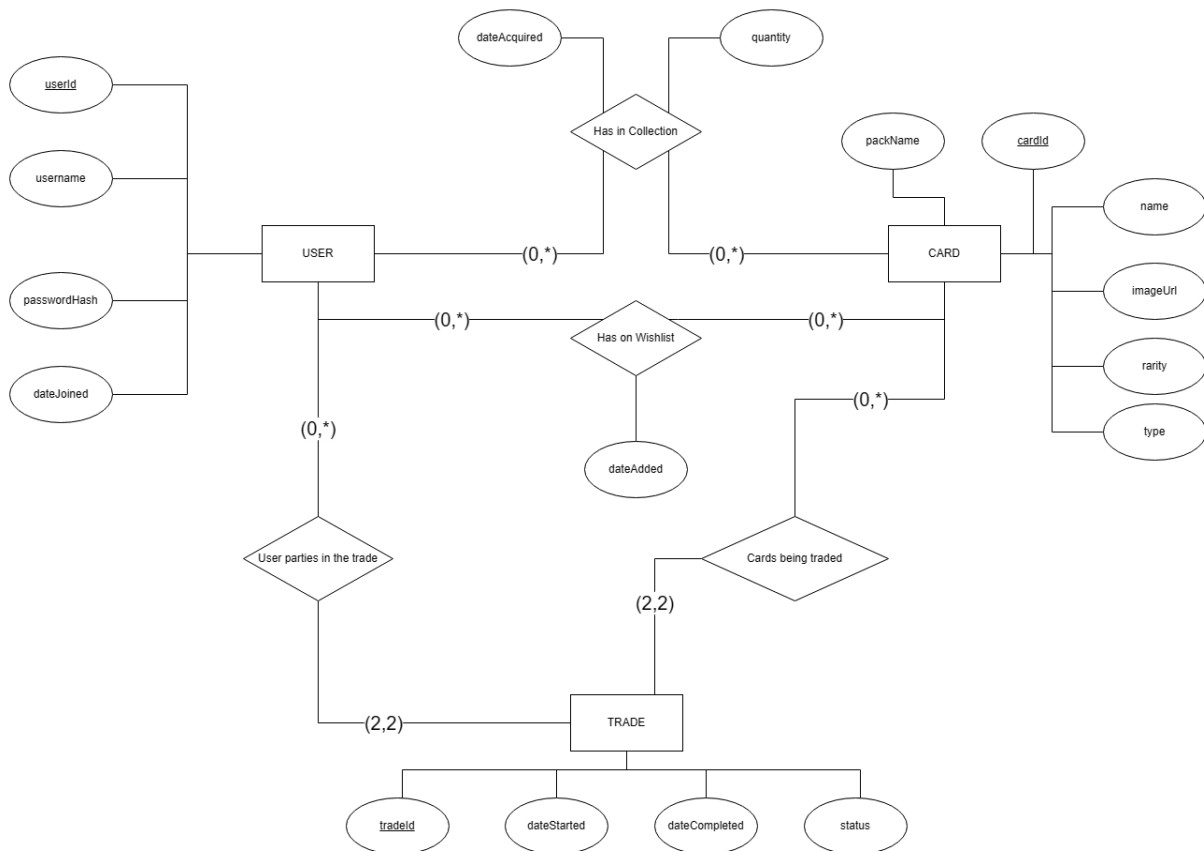 dateAcquired
quantity
userId
Has in Collection
packName
cardId
username
name
USER
(0,*)
(0,*)
CARD
passwordHash
imageUrl
(0,*)
Has on Wishlist
(0,*)
rarity
dateJoined
(0,*)
(0,*)
type
dateAdded
User parties in the trade
Cards being traded
(2,2)
(2,2)
TRADE
tradeId
dateStarted
dateCompleted
status